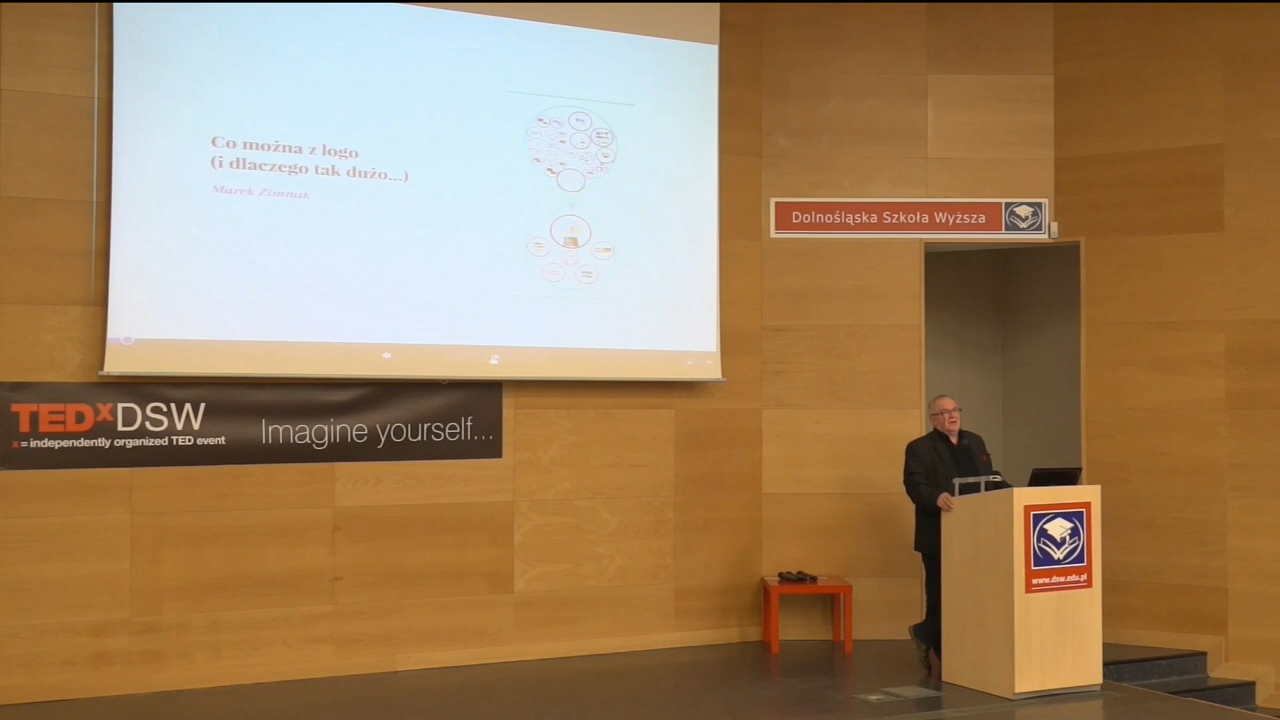 Co można z logo
(i dlaczego tak dużo...)
Marek Zimnak
Dolnośląska Szkoła Wyższa
TEDxDSW
x = independently organized TED event
Imagine yourself...
www.dsw.edu.pl